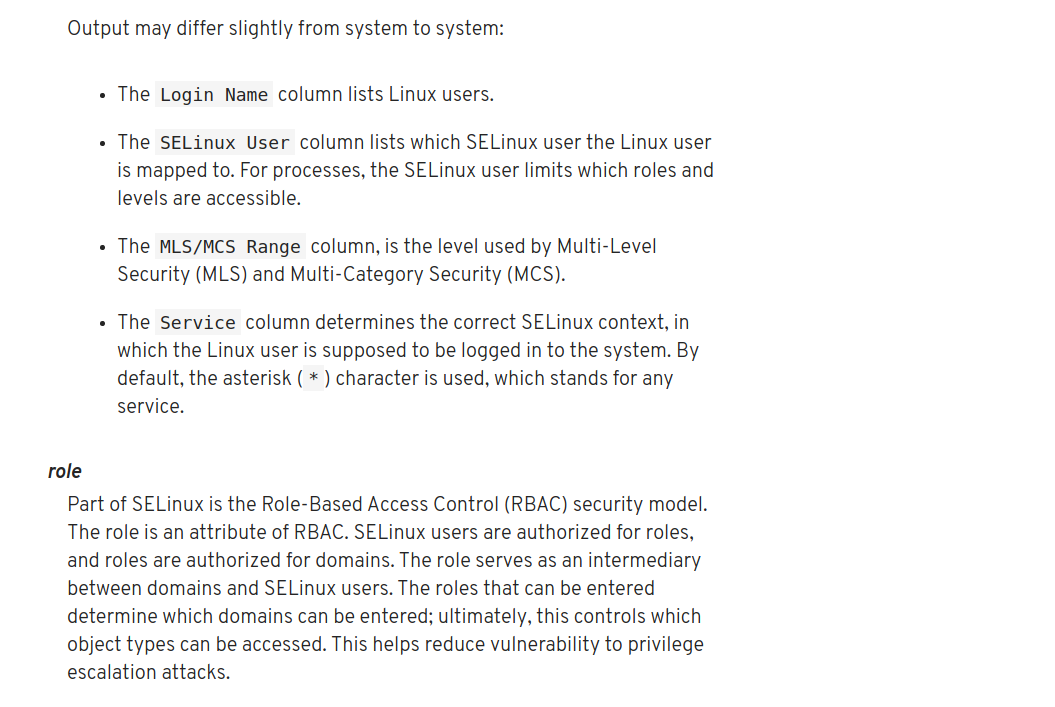 Output may differ slightly from system to system:
• The Login Name column lists Linux users.
• The SELinux User column lists which SELinux user the Linux user
is mapped to. For processes, the SELinux user limits which roles and
levels are accessible.
• The MLS/MCS Range column, is the level used by Multi-Level
Security (MLS) and Multi-Category Security (MCS).
• The Service column determines the correct SELinux context, in
which the Linux user is supposed to be logged in to the system. By
default, the asterisk ( * ) character is used, which stands for any
service.
role
Part of SELinux is the Role-Based Access Control (RBAC) security model.
The role is an attribute of RBAC. SELinux users are authorized for roles,
and roles are authorized for domains. The role serves as an intermediary
between domains and SELinux users. The roles that can be entered
determine which domains can be entered; ultimately, this controls which
object types can be accessed. This helps reduce vulnerability to privilege
escalation attacks.